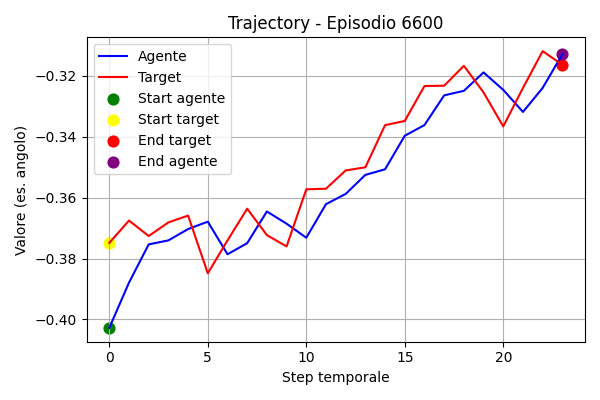 Trajectory - Episodio 6600
Agente
Target
Start agente
Start target
End target
End agente
Valore (es. angolo)
−0.32
−0.34
−0.36
−0.38
−0.40
0 5 10 15 20
Step temporale